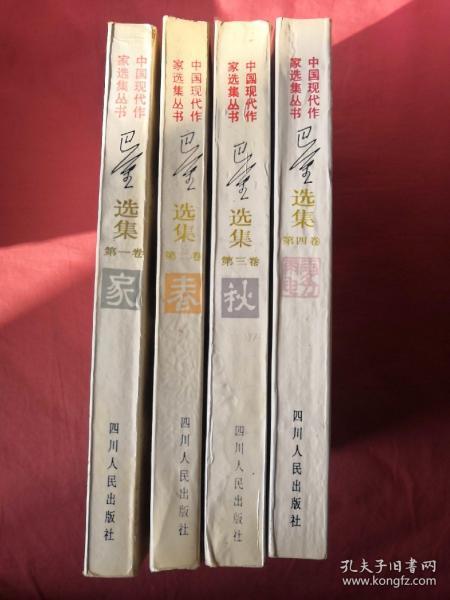 中国现代作
家选集丛书
巴金
选集
第一卷
家
四川人民出版社
中国现代作
家选集丛书
巴金
选集
第二卷
春
四川人民出版社
中国现代作
家选集丛书
巴金
选集
第三卷
秋
四川人民出版社
中国现代作
家选集丛书
巴金
选集
第四卷
四川人民出版社
孔夫子旧书网
www.kongfz.com